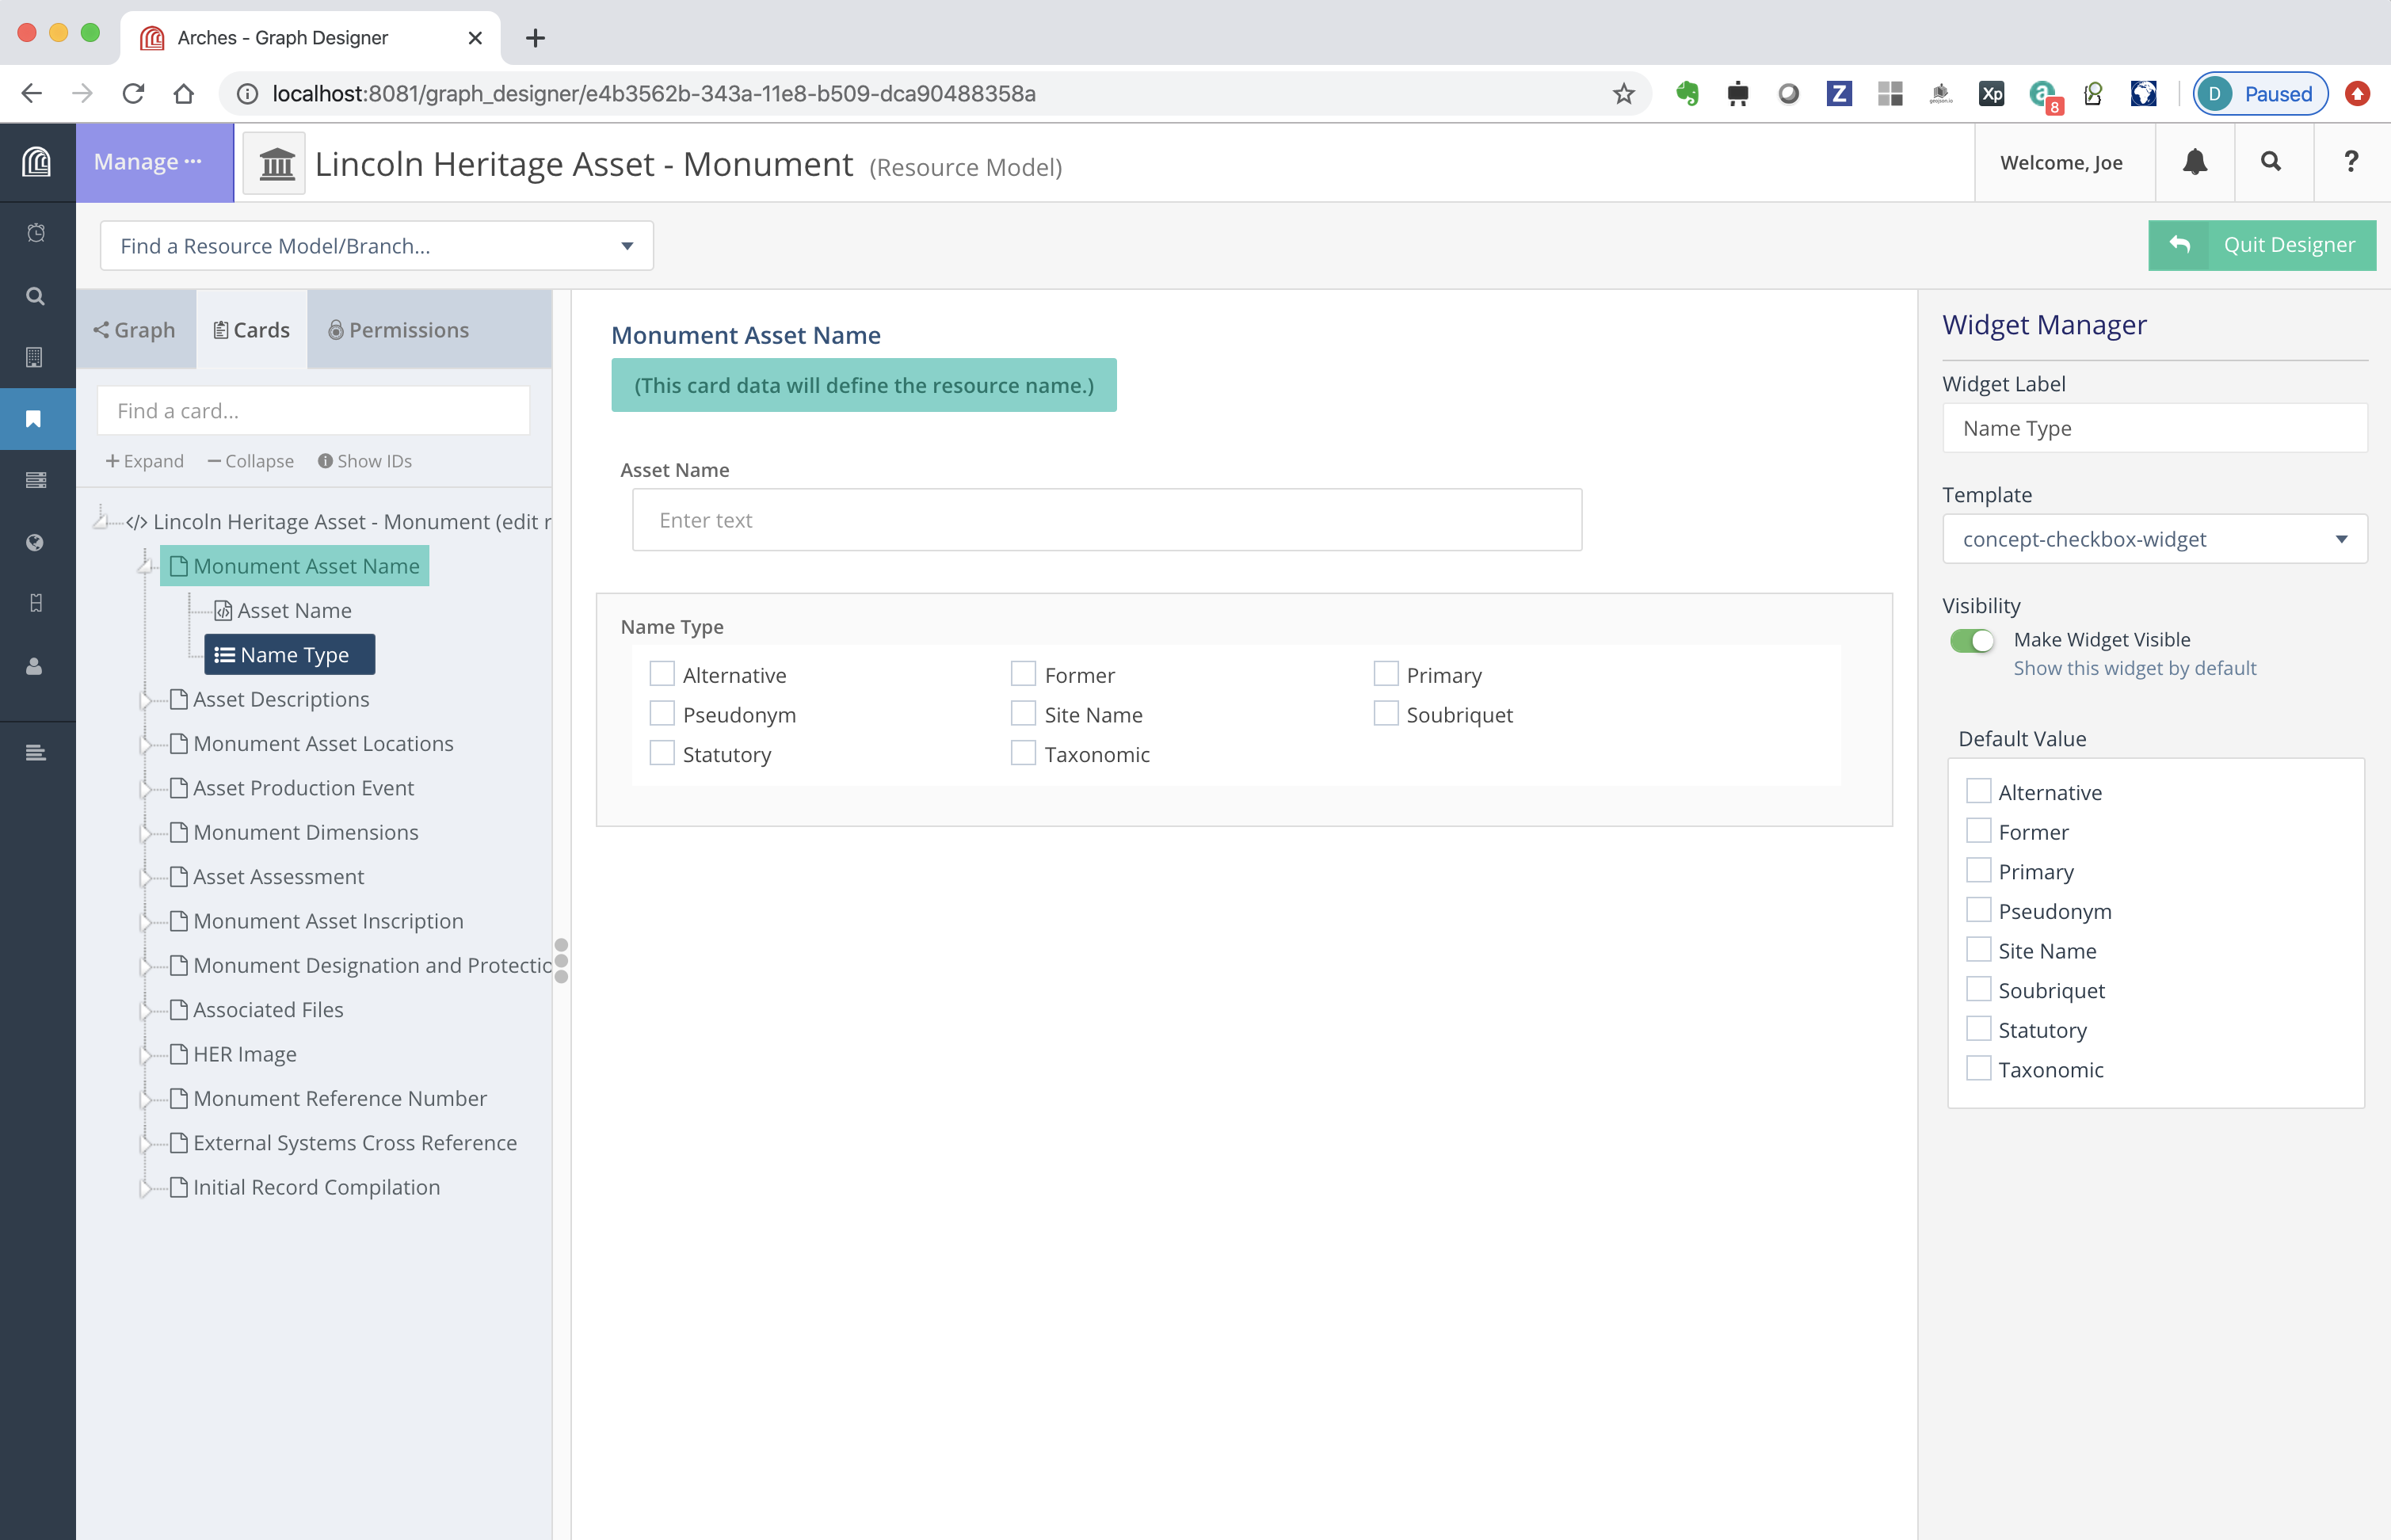 Arches - Graph Designer
localhost:8081/graph_designer/e4b3562b-343a-11e8-b509-dca90488358a
Z
Xp
a
8
D Paused
Manage ···
Lincoln Heritage Asset - Monument (Resource Model)
Welcome, Joe
?
Find a Resource Model/Branch...
Quit Designer
Graph
Cards
Permissions
Find a card...
+ Expand
− Collapse
Show IDs
</> Lincoln Heritage Asset - Monument (edit r
Monument Asset Name
Asset Name
Name Type
Asset Descriptions
Monument Asset Locations
Asset Production Event
Monument Dimensions
Asset Assessment
Monument Asset Inscription
Monument Designation and Protectio
Associated Files
HER Image
Monument Reference Number
External Systems Cross Reference
Initial Record Compilation
Monument Asset Name
(This card data will define the resource name.)
Asset Name
Enter text
Name Type
Alternative
Former
Primary
Pseudonym
Site Name
Soubriquet
Statutory
Taxonomic
Widget Manager
Widget Label
Name Type
Template
concept-checkbox-widget
Visibility
Make Widget Visible
Show this widget by default
Default Value
Alternative
Former
Primary
Pseudonym
Site Name
Soubriquet
Statutory
Taxonomic